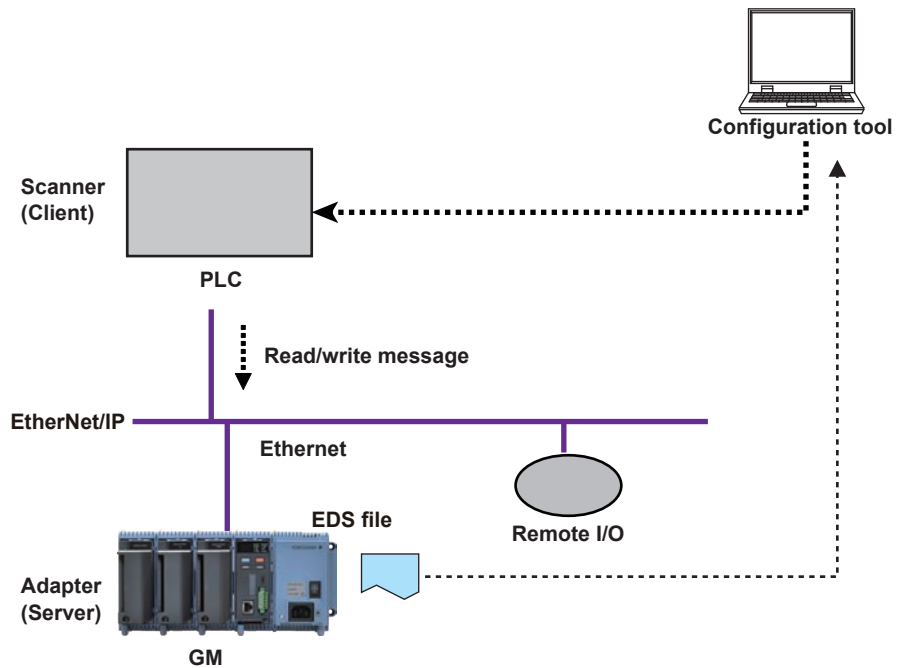 Configuration tool
Scanner
(Client)
PLC
Read/write message
EtherNet/IP
Ethernet
EDS file
Remote I/O
Adapter
(Server)
GM